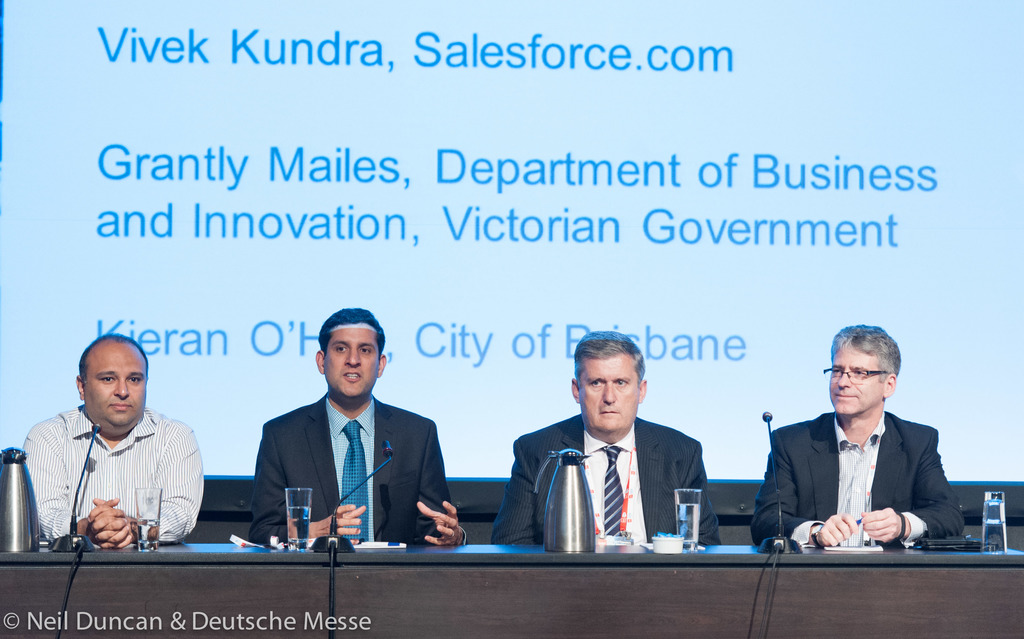 Vivek Kundra, Salesforce.com
Grantly Mailes, Department of Business
and Innovation, Victorian Government
Kieran City of Brisbane
© Neil Duncan & Deutsche Messe